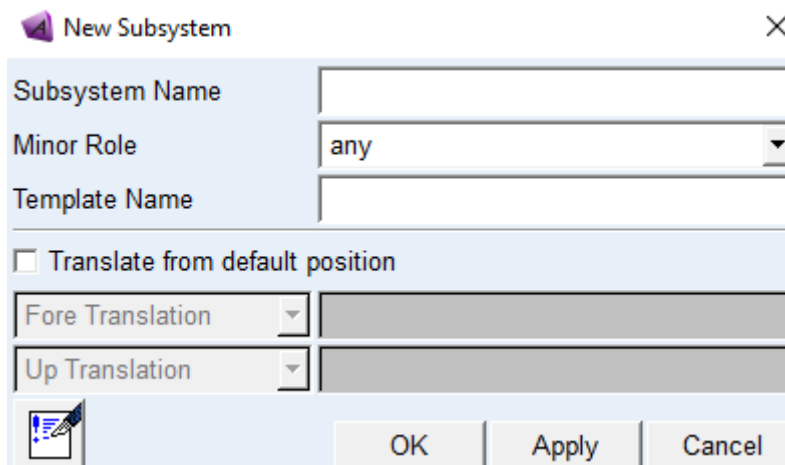 New Subsystem
Subsystem Name
Minor Role any
Template Name
Translate from default position
Fore Translation
Up Translation
OK Apply Cancel